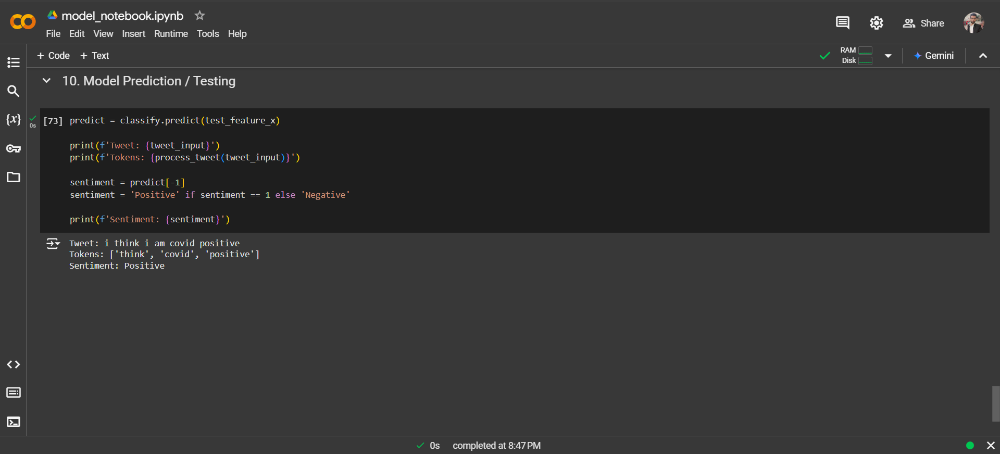 model_notebook.ipynb
File Edit View Insert Runtime Tools Help
Share
+ Code + Text
RAM
Disk
Gemini
10. Model Prediction / Testing
{x}
0s
[73] predict = classify.predict(test_feature_x)
print(f'Tweet: {tweet_input}')
print(f'Tokens: {process_tweet(tweet_input)}')
sentiment = predict[-1]
sentiment = 'Positive' if sentiment == 1 else 'Negative'
print(f'Sentiment: {sentiment}')
Tweet: i think i am covid positive
Tokens: ['think', 'covid', 'positive']
Sentiment: Positive
0s completed at 8:47 PM